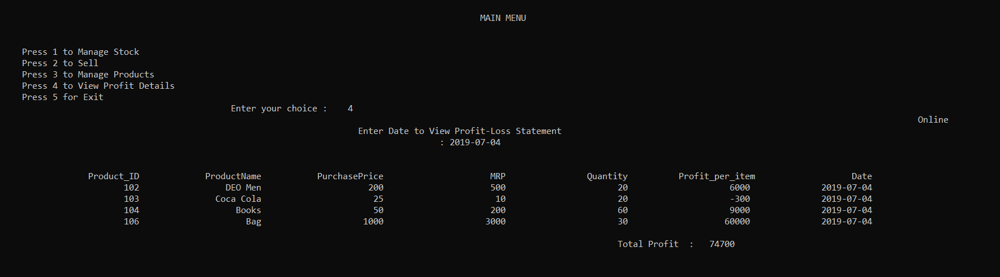 MAIN MENU
Press 1 to Manage Stock
Press 2 to Sell
Press 3 to Manage Products
Press 4 to View Profit Details
Press 5 for Exit
Enter your choice : 4
Online
Enter Date to View Profit-Loss Statement
: 2019-07-04
Product_ID ProductName PurchasePrice MRP Quantity Profit_per_item Date
102 DEO Men 200 500 20 6000 2019-07-04
103 Coca Cola 25 10 20 -300 2019-07-04
104 Books 50 200 60 9000 2019-07-04
106 Bag 1000 3000 30 60000 2019-07-04
Total Profit : 74700